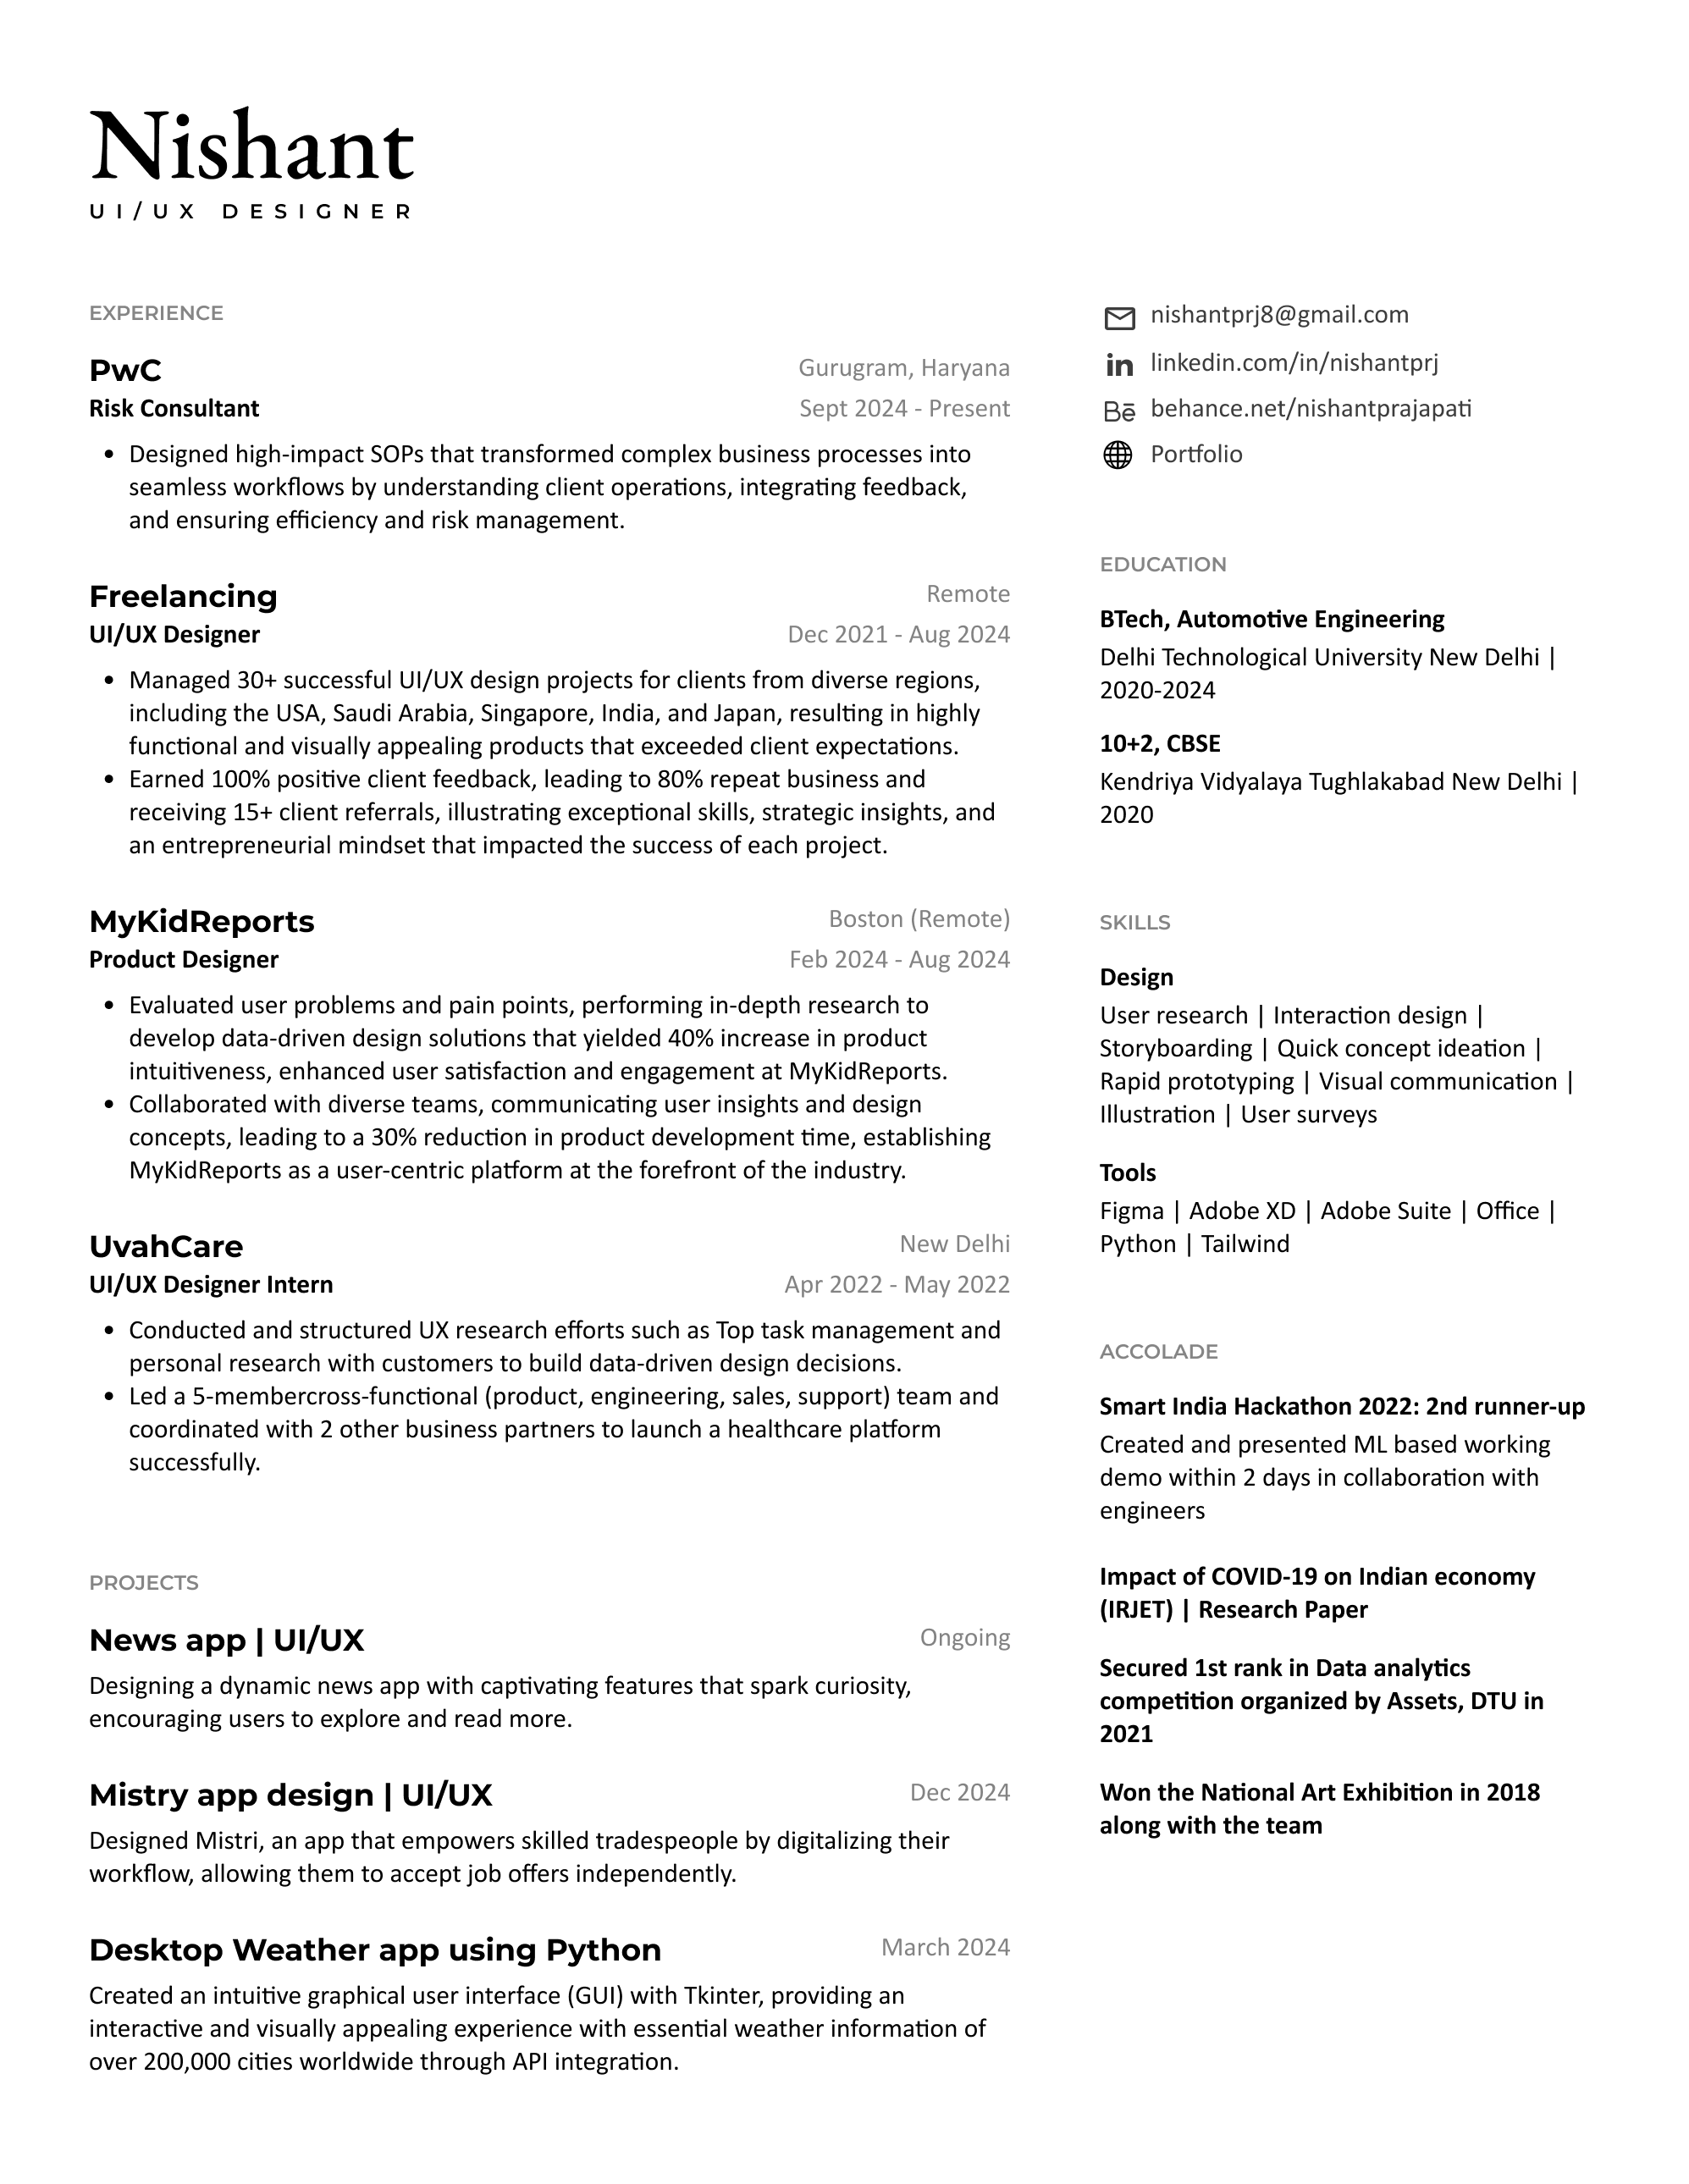 Nishant
UI/UX DESIGNER
EXPERIENCE
PwC
Gurugram, Haryana
Risk Consultant
Sept 2024 - Present
• Designed high-impact SOPs that transformed complex business processes into
seamless workflows by understanding client operations, integrating feedback,
and ensuring efficiency and risk management.
Freelancing
Remote
UI/UX Designer
Dec 2021 - Aug 2024
• Managed 30+ successful UI/UX design projects for clients from diverse regions,
including the USA, Saudi Arabia, Singapore, India, and Japan, resulting in highly
functional and visually appealing products that exceeded client expectations.
• Earned 100% positive client feedback, leading to 80% repeat business and
receiving 15+ client referrals, illustrating exceptional skills, strategic insights, and
an entrepreneurial mindset that impacted the success of each project.
MyKidReports
Boston (Remote)
Product Designer
Feb 2024 - Aug 2024
• Evaluated user problems and pain points, performing in-depth research to
develop data-driven design solutions that yielded 40% increase in product
intuitiveness, enhanced user satisfaction and engagement at MyKidReports.
• Collaborated with diverse teams, communicating user insights and design
concepts, leading to a 30% reduction in product development time, establishing
MyKidReports as a user-centric platform at the forefront of the industry.
UvahCare
New Delhi
UI/UX Designer Intern
Apr 2022 - May 2022
• Conducted and structured UX research efforts such as Top task management and
personal research with customers to build data-driven design decisions.
• Led a 5-membercross-functional (product, engineering, sales, support) team and
coordinated with 2 other business partners to launch a healthcare platform
successfully.
PROJECTS
News app | UI/UX
Ongoing
Designing a dynamic news app with captivating features that spark curiosity,
encouraging users to explore and read more.
Mistry app design | UI/UX
Dec 2024
Designed Mistri, an app that empowers skilled tradespeople by digitalizing their
workflow, allowing them to accept job offers independently.
Desktop Weather app using Python
March 2024
Created an intuitive graphical user interface (GUI) with Tkinter, providing an
interactive and visually appealing experience with essential weather information of
over 200,000 cities worldwide through API integration.
nishantprj8@gmail.com
in linkedin.com/in/nishantprj
Bē behance.net/nishantprajapati
Portfolio
EDUCATION
BTech, Automotive Engineering
Delhi Technological University New Delhi |
2020-2024
10+2, CBSE
Kendriya Vidyalaya Tughlakabad New Delhi |
2020
SKILLS
Design
User research | Interaction design |
Storyboarding | Quick concept ideation |
Rapid prototyping | Visual communication |
Illustration | User surveys
Tools
Figma | Adobe XD | Adobe Suite | Office |
Python | Tailwind
ACCOLADE
Smart India Hackathon 2022: 2nd runner-up
Created and presented ML based working
demo within 2 days in collaboration with
engineers
Impact of COVID-19 on Indian economy
(IRJET) | Research Paper
Secured 1st rank in Data analytics
competition organized by Assets, DTU in
2021
Won the National Art Exhibition in 2018
along with the team